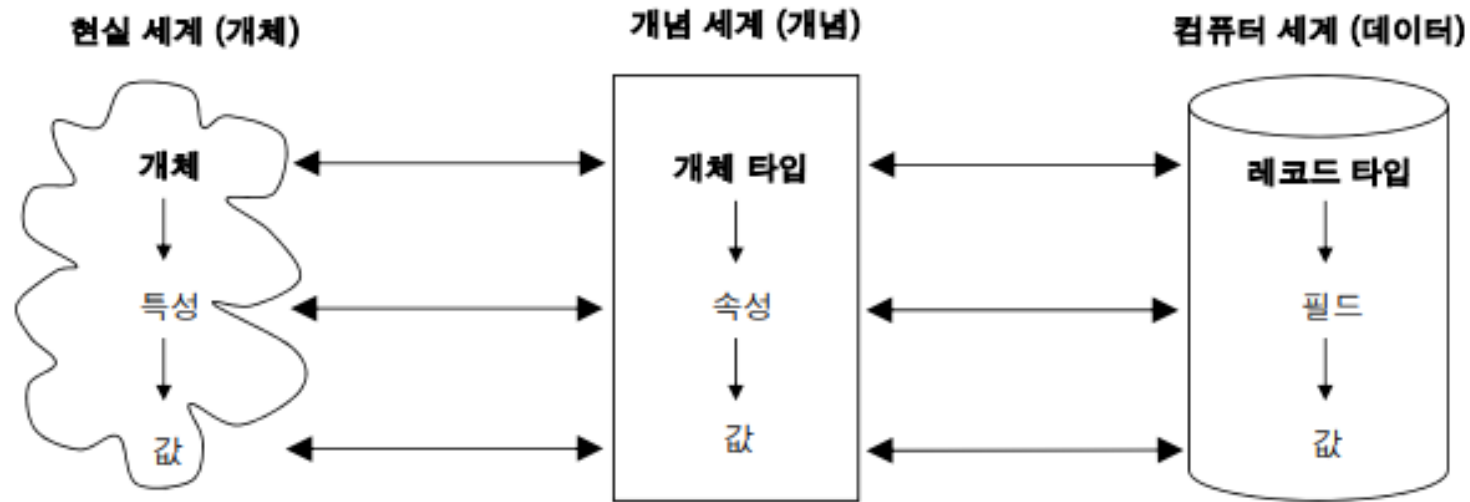 현실 세계 (개체)
개념 세계 (개념)
컴퓨터 세계 (데이터)
개체
개체 타입
레코드 타입
특성
속성
필드
값
값
값